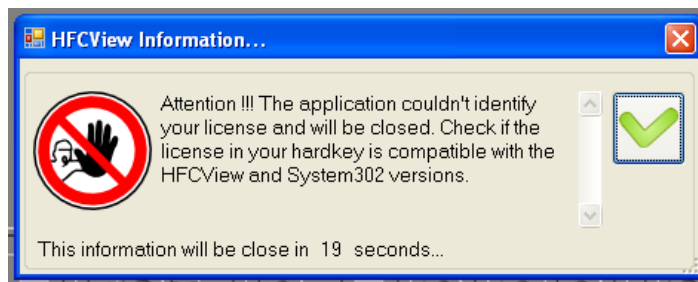 HFCView Information...
Attention !!! The application couldn't identify
your license and will be closed. Check if the
license in your hardkey is compatible with the
HFCView and System302 versions.
This information will be close in 19 seconds...